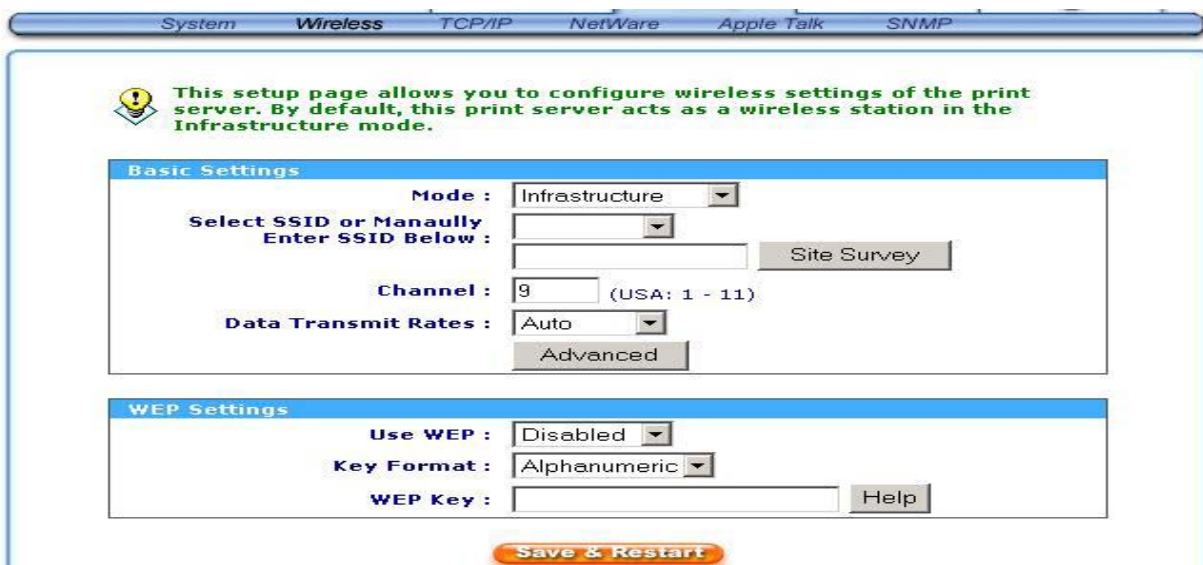 System Wireless TCP/IP NetWare Apple Talk SNMP
This setup page allows you to configure wireless settings of the print
server. By default, this print server acts as a wireless station in the
Infrastructure mode.
Basic Settings
Mode : Infrastructure
Select SSID or Manaully
Enter SSID Below :
Site Survey
Channel : 9 (USA: 1 - 11)
Data Transmit Rates : Auto
Advanced
WEP Settings
Use WEP : Disabled
Key Format : Alphanumeric
WEP Key : Help
Save & Restart